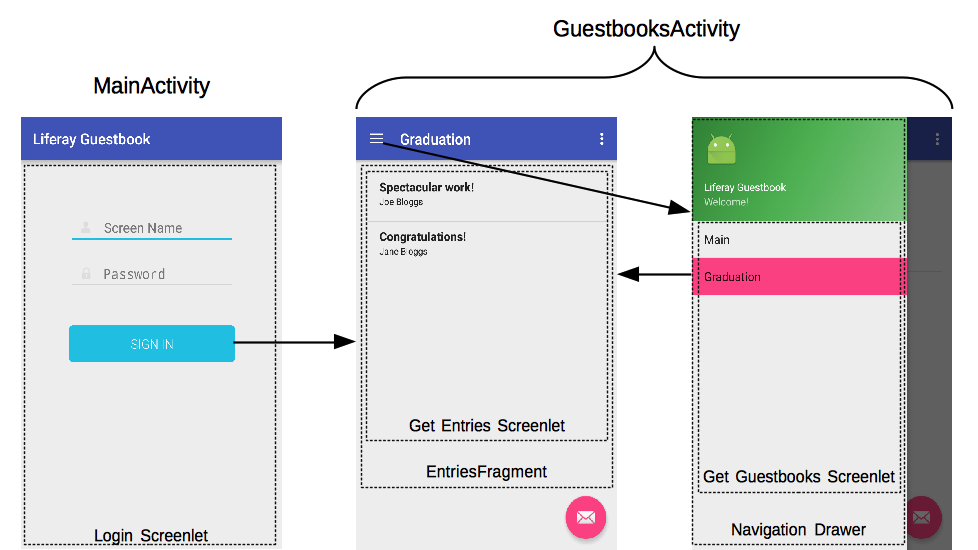 GuestbooksActivity
MainActivity
Liferay Guestbook
Screen Name
Password
SIGN IN
Login Screenlet
Graduation
Spectacular work!
Joe Bloggs
Congratulations!
Jane Bloggs
Get Entries Screenlet
EntriesFragment
Liferay Guestbook
Welcome!
Main
Graduation
Get Guestbooks Screenlet
Navigation Drawer